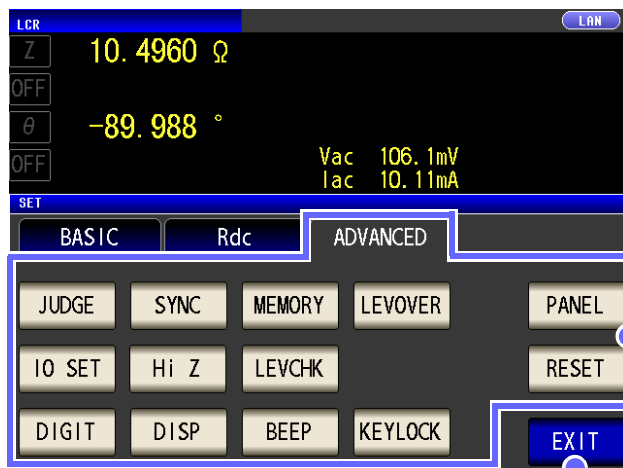 LCR LAN
Z 10.4960 Ω
OFF
θ -89.988 °
OFF Vac 106.1mV
Iac 10.11mA
SET
BASIC Rdc ADVANCED
JUDGE SYNC MEMORY LEVOVER PANEL
IO SET Hi Z LEVCHK RESET
DIGIT DISP BEEP KEYLOCK EXIT